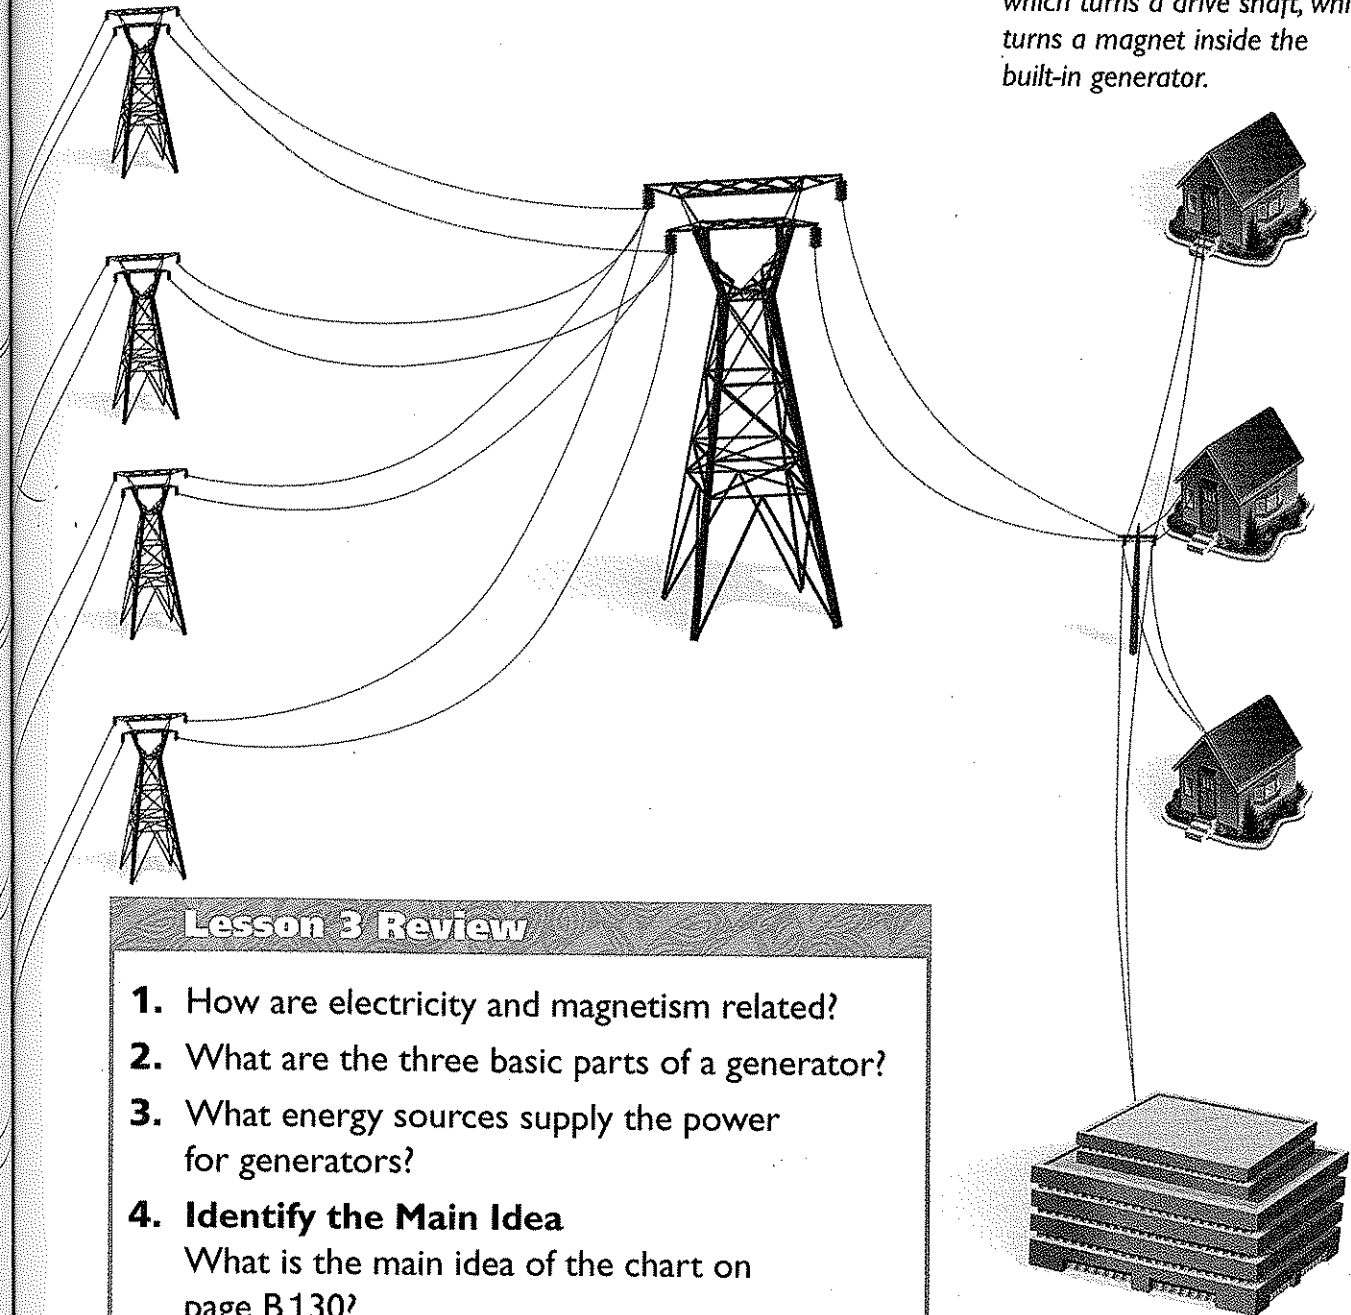 which turns a drive shaft,
turns a magnet inside the
built-in generator.
Lesson 3 Review
1. How are electricity and magnetism related?
2. What are the three basic parts of a generator?
3. What energy sources supply the power
for generators?
4. Identify the Main Idea
What is the main idea of the chart on
page B130?